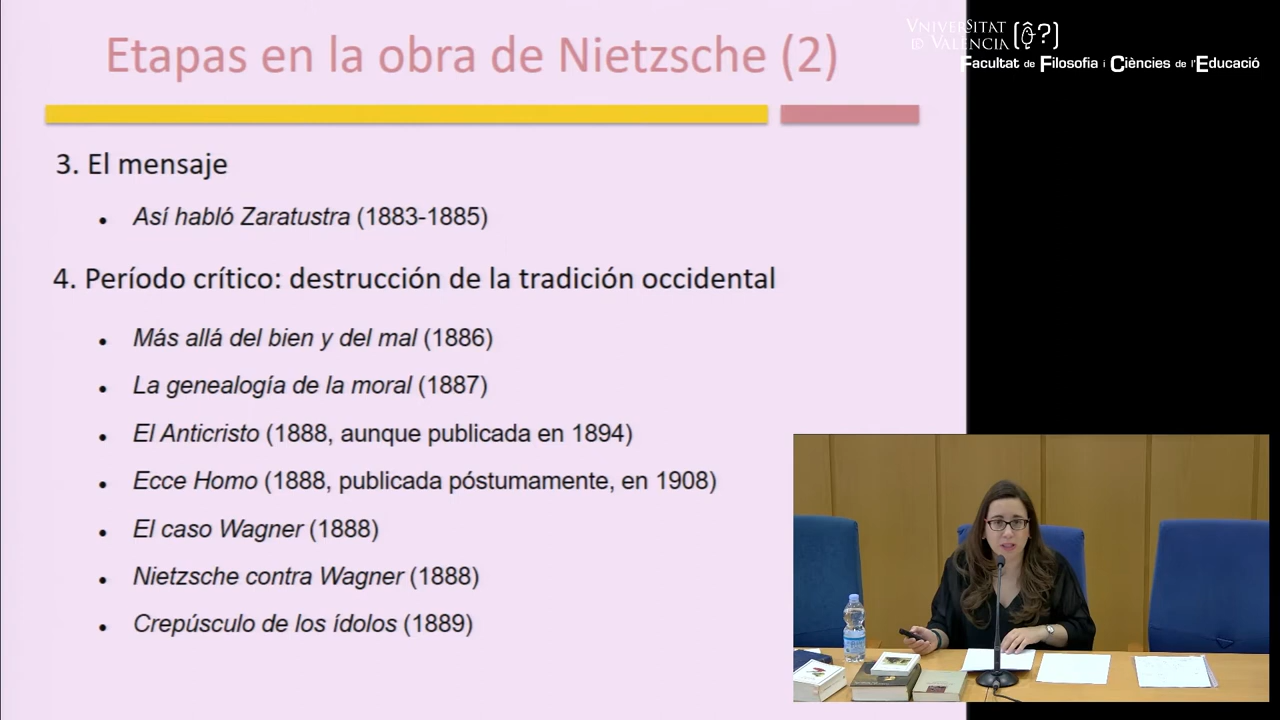 Etapas en la obra de Nietzsche (2)
VNIVERSITAT
ID VALÈNCIA
Facultat de Filosofia i Ciències de l'Educació
3. El mensaje
• Así habló Zaratustra (1883-1885)
4. Período crítico: destrucción de la tradición occidental
• Más allá del bien y del mal (1886)
• La genealogía de la moral (1887)
• El Anticristo (1888, aunque publicada en 1894)
• Ecce Homo (1888, publicada póstumamente, en 1908)
• El caso Wagner (1888)
• Nietzsche contra Wagner (1888)
• Crepúsculo de los ídolos (1889)